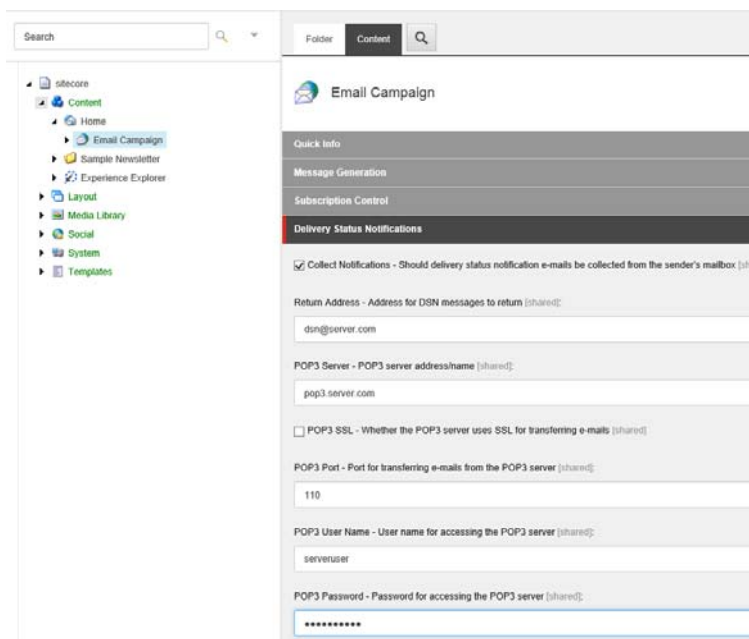 Search
sitecore
Content
Home
Email Campaign
Sample Newsletter
Experience Explorer
Layout
Media Library
Social
System
Templates
Folder
Content
Email Campaign
Quick Info
Message Generation
Subscription Control
Delivery Status Notifications
Collect Notifications - Should delivery status notification e-mails be collected from the sender's mailbox
Return Address - Address for DSN messages to return [shared]:
dsn@server.com
POP3 Server - POP3 server address/name [shared]:
pop3.server.com
POP3 SSL - Whether the POP3 server uses SSL for transferring e-mails [shared]
POP3 Port - Port for transferring e-mails from the POP3 server [shared]:
110
POP3 User Name - User name for accessing the POP3 server [shared]:
serveruser
POP3 Password - Password for accessing the POP3 server [shared]:
••••••••••